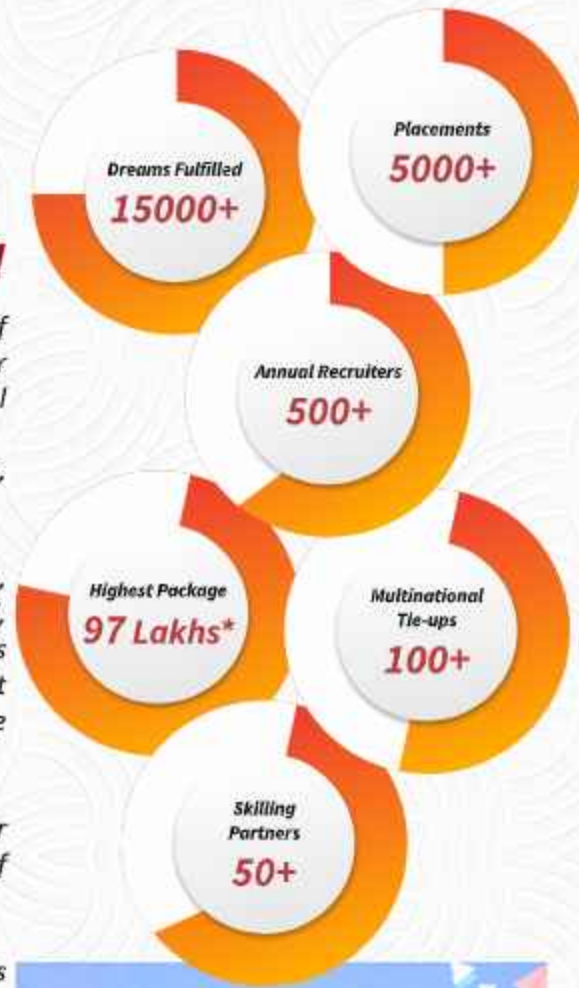 Placements
5000+
Dreams Fulfilled
15000+
Annual Recruiters
500+
Highest Package
97 Lakhs*
Multinational
Tie-ups
100+
Skilling
Partners
50+